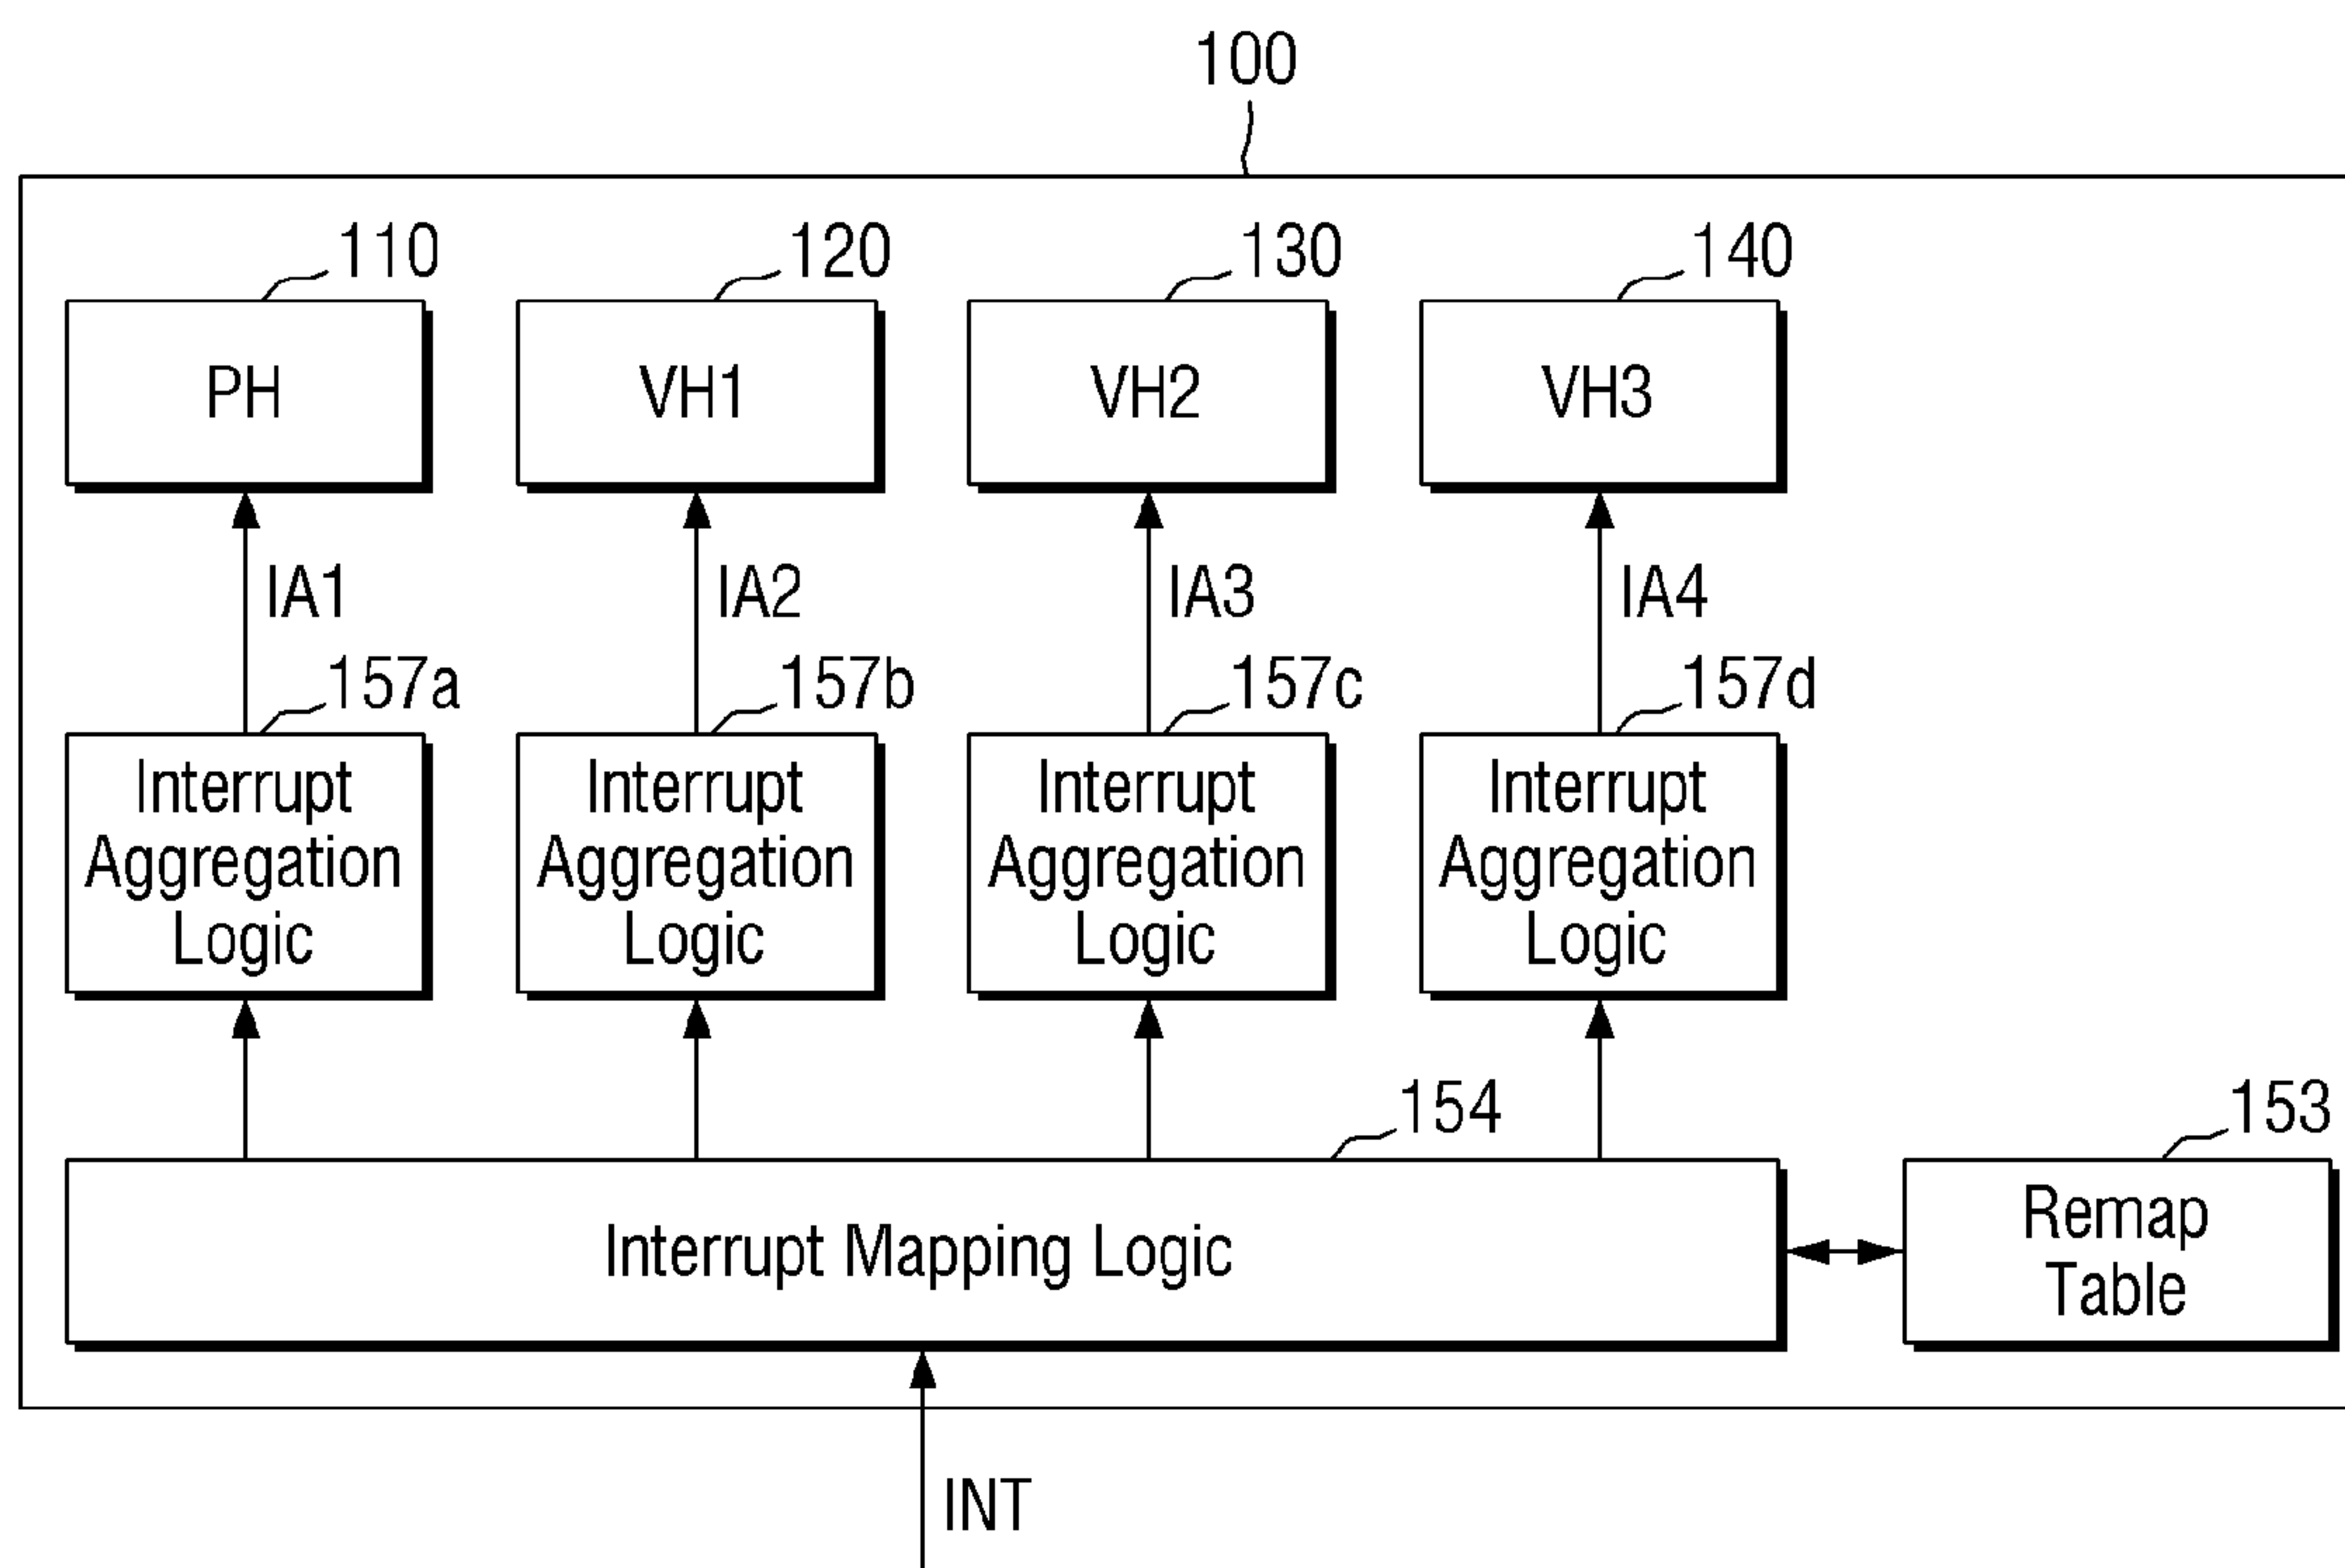 100
110
120
130
140
PH
VH1
VH2
VH3
IA1
IA2
IA3
IA4
157a
157b
157c
157d
Interrupt
Aggregation
Logic
Interrupt
Aggregation
Logic
Interrupt
Aggregation
Logic
Interrupt
Aggregation
Logic
154
153
Interrupt Mapping Logic
Remap
Table
INT